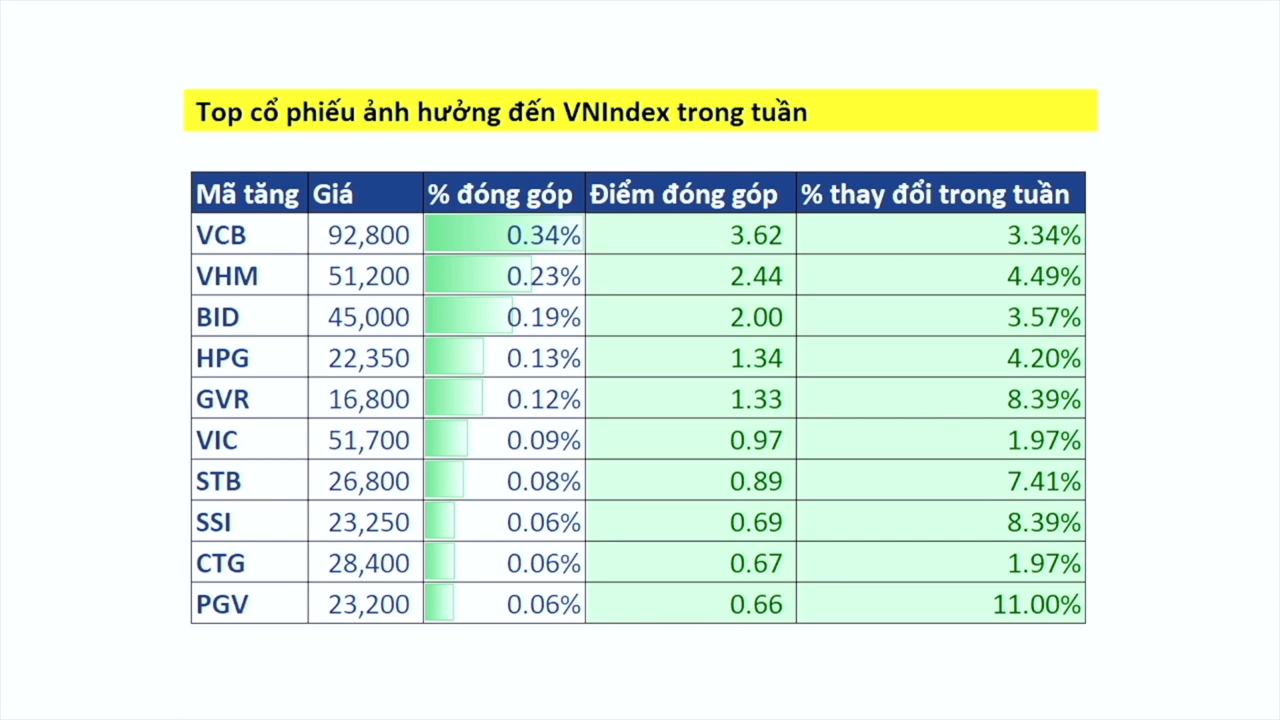 Top cổ phiếu ảnh hưởng đến VNIndex trong tuần
Mã tăng Giá % đóng góp Điểm đóng góp % thay đổi trong tuần
VCB 92,800 0.34% 3.62 3.34%
VHM 51,200 0.23% 2.44 4.49%
BID 45,000 0.19% 2.00 3.57%
HPG 22,350 0.13% 1.34 4.20%
GVR 16,800 0.12% 1.33 8.39%
VIC 51,700 0.09% 0.97 1.97%
STB 26,800 0.08% 0.89 7.41%
SSI 23,250 0.06% 0.69 8.39%
CTG 28,400 0.06% 0.67 1.97%
PGV 23,200 0.06% 0.66 11.00%